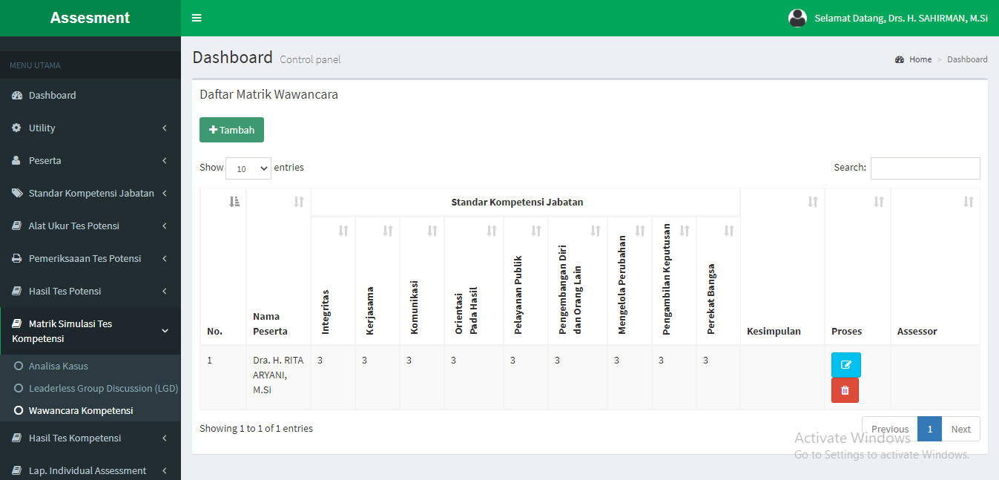 Assesment
Selamat Datang, Drs. H. SAHIRMAN, M.Si
MENU UTAMA
Dashboard
Utility
Peserta
Standar Kompetensi Jabatan
Alat Ukur Tes Potensi
Pemeriksaaan Tes Potensi
Hasil Tes Potensi
Matrik Simulasi Tes
Kompetensi
Analisa Kasus
Leaderless Group Discussion (LGD)
Wawancara Kompetensi
Hasil Tes Kompetensi
Lap. Individual Assessment
Dashboard Control panel
Home > Dashboard
Daftar Matrik Wawancara
Tambah
Show 10 entries
Search:
Standar Kompetensi Jabatan
No.
Nama
Peserta
Integritas
Kerjasama
Komunikasi
Orientasi
Pada Hasil
Pelayanan Publik
Pengembangan Diri
dan Orang Lain
Mengelola Perubahan
Pengambilan Keputusan
Perekat Bangsa
Kesimpulan
Proses
Assessor
1 Dra. H. RITA 3 3 3 3 3 3 3 3 3
ARYANI,
M.Si
Showing 1 to 1 of 1 entries
Previous 1 Next
Activate Windows
Go to Settings to activate Windows.